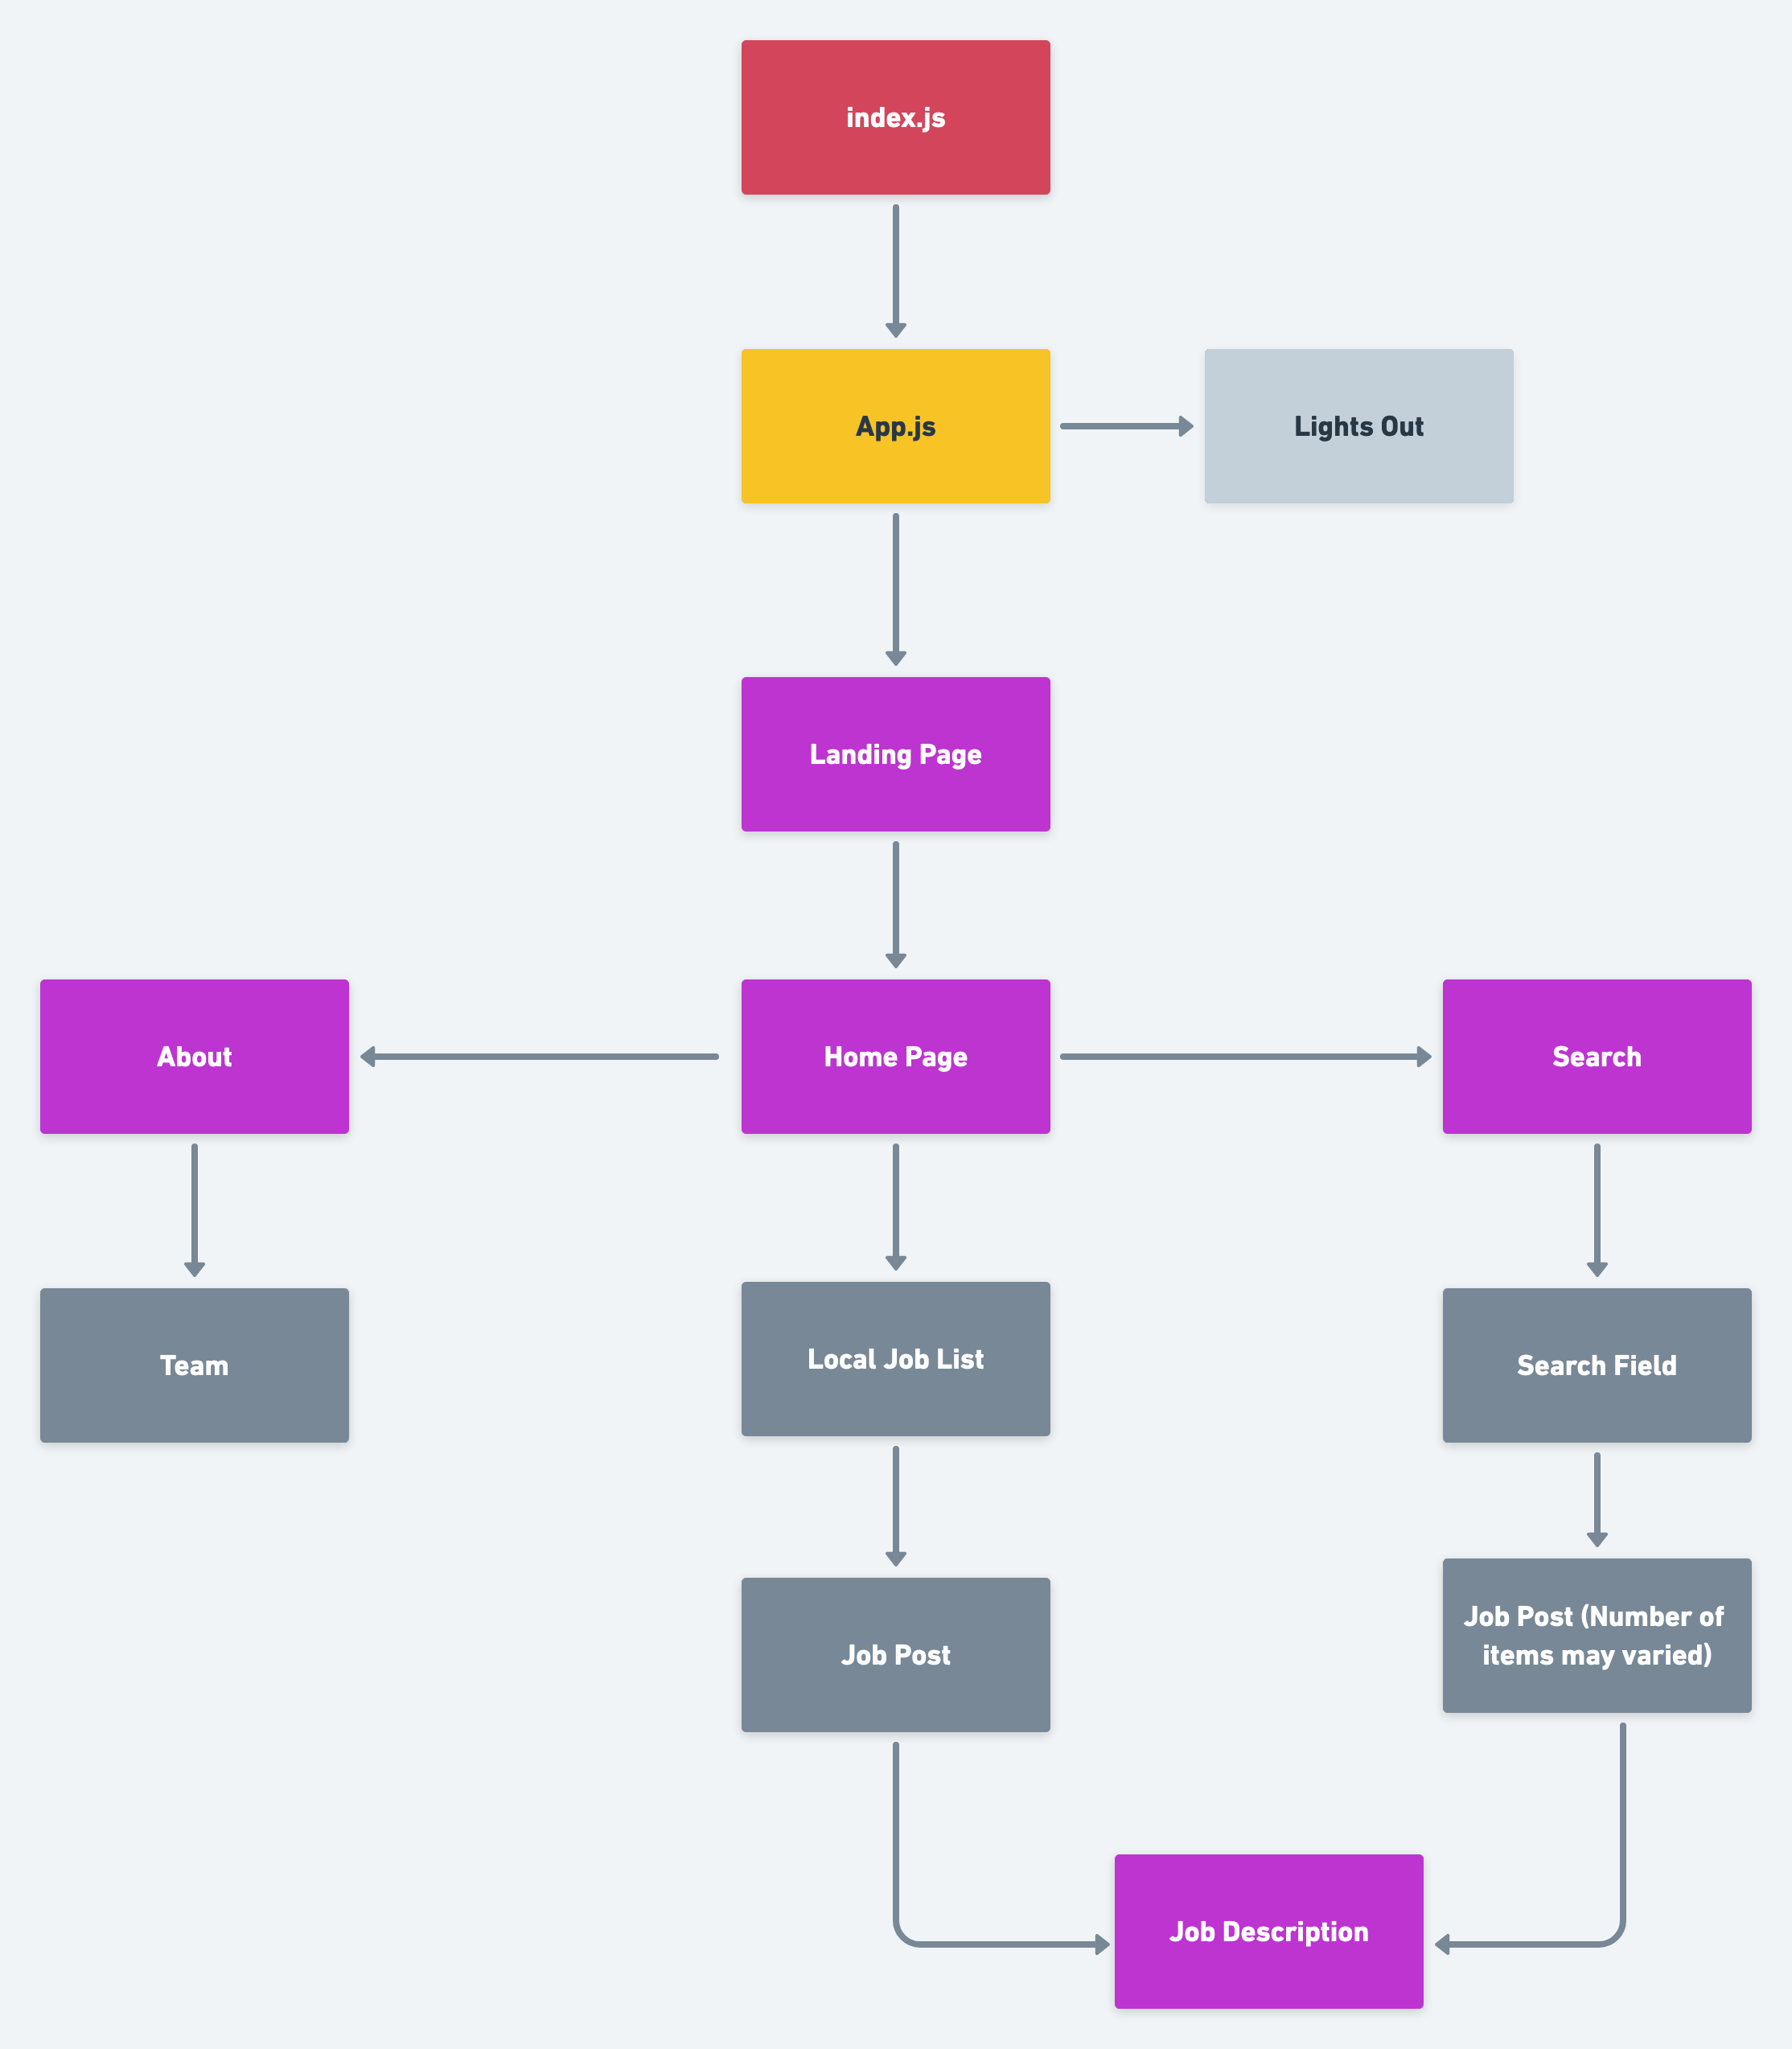 index.js
App.js
Lights Out
Landing Page
About
Home Page
Search
Team
Local Job List
Search Field
Job Post
Job Post (Number of
items may varied)
Job Description